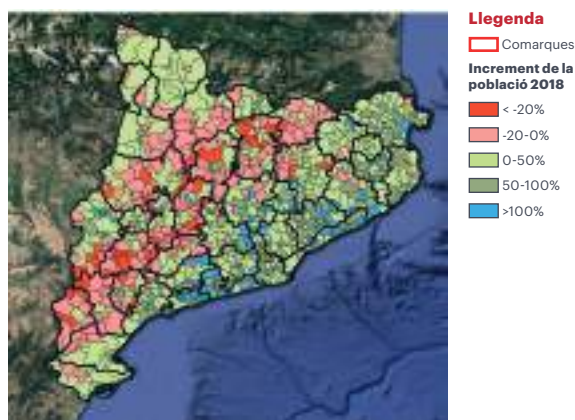 Llegenda
Comarques
Increment de la
població 2018
< -20%
-20-0%
0-50%
50-100%
>100%